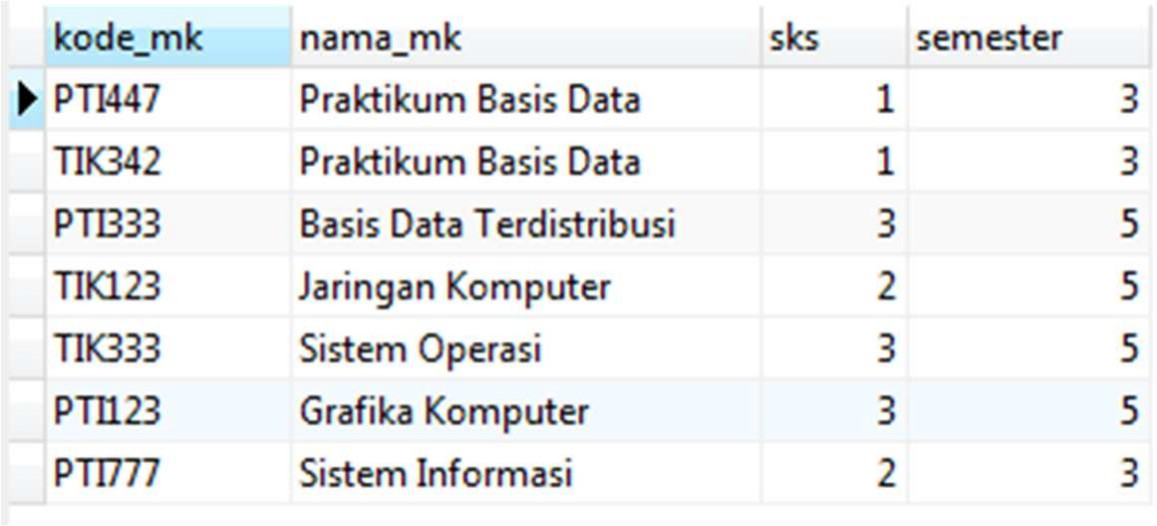 kode_mk nama_mk sks semester
PTI447 Praktikum Basis Data 1 3
TIK342 Praktikum Basis Data 1 3
PTI333 Basis Data Terdistribusi 3 5
TIK123 Jaringan Komputer 2 5
TIK333 Sistem Operasi 3 5
PTI123 Grafika Komputer 3 5
PTI777 Sistem Informasi 2 3